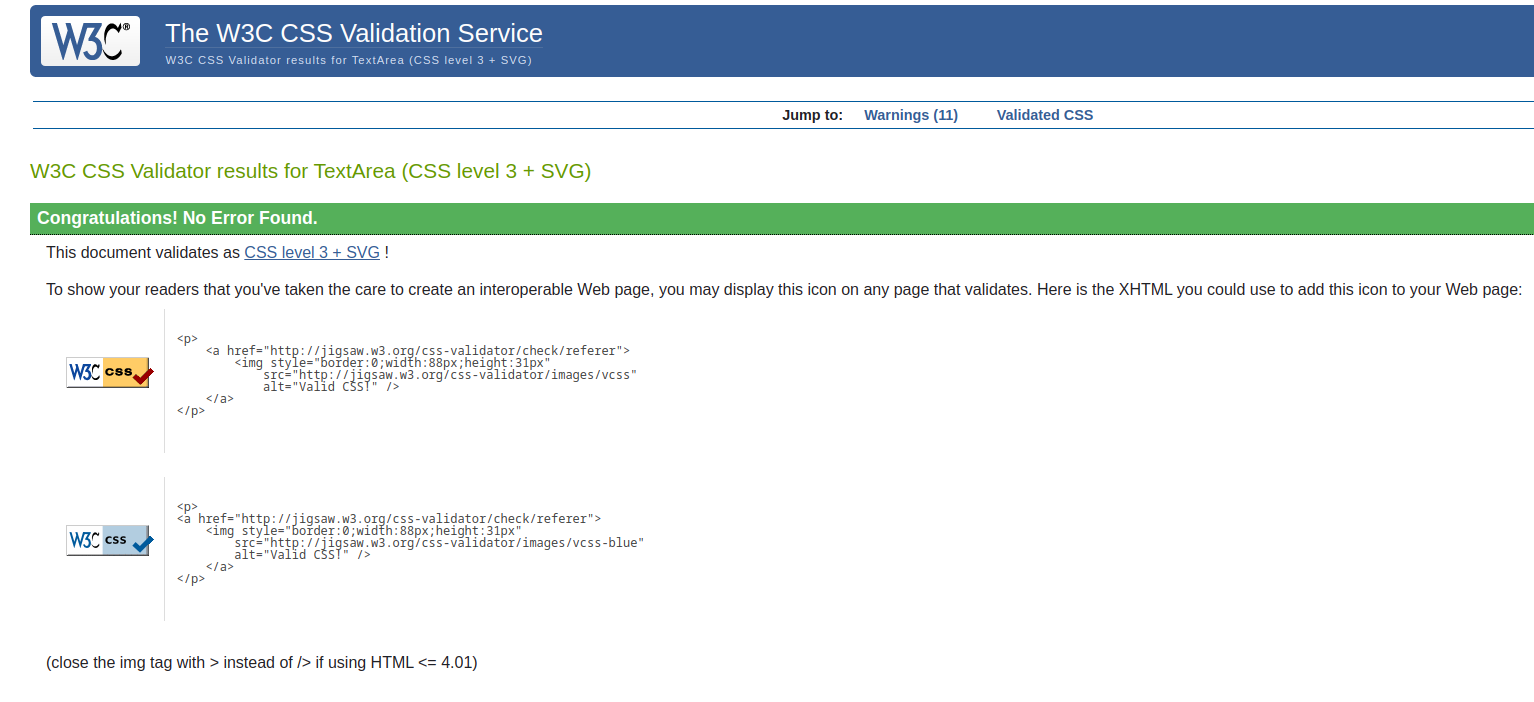 W3C®
The W3C CSS Validation Service
W3C CSS Validator results for TextArea (CSS level 3 + SVG)
Jump to: Warnings (11) Validated CSS
W3C CSS Validator results for TextArea (CSS level 3 + SVG)
Congratulations! No Error Found.
This document validates as CSS level 3 + SVG !
To show your readers that you've taken the care to create an interoperable Web page, you may display this icon on any page that validates. Here is the XHTML you could use to add this icon to your Web page:
W3C css
<p>
    <a href="http://jigsaw.w3.org/css-validator/check/referer">
        <img style="border:0;width:88px;height:31px"
            src="http://jigsaw.w3.org/css-validator/images/vcss"
            alt="Valid CSS!" />
    </a>
</p>
W3C css
<p>
<a href="http://jigsaw.w3.org/css-validator/check/referer">
    <img style="border:0;width:88px;height:31px"
        src="http://jigsaw.w3.org/css-validator/images/vcss-blue"
        alt="Valid CSS!" />
    </a>
</p>
(close the img tag with > instead of /> if using HTML <= 4.01)